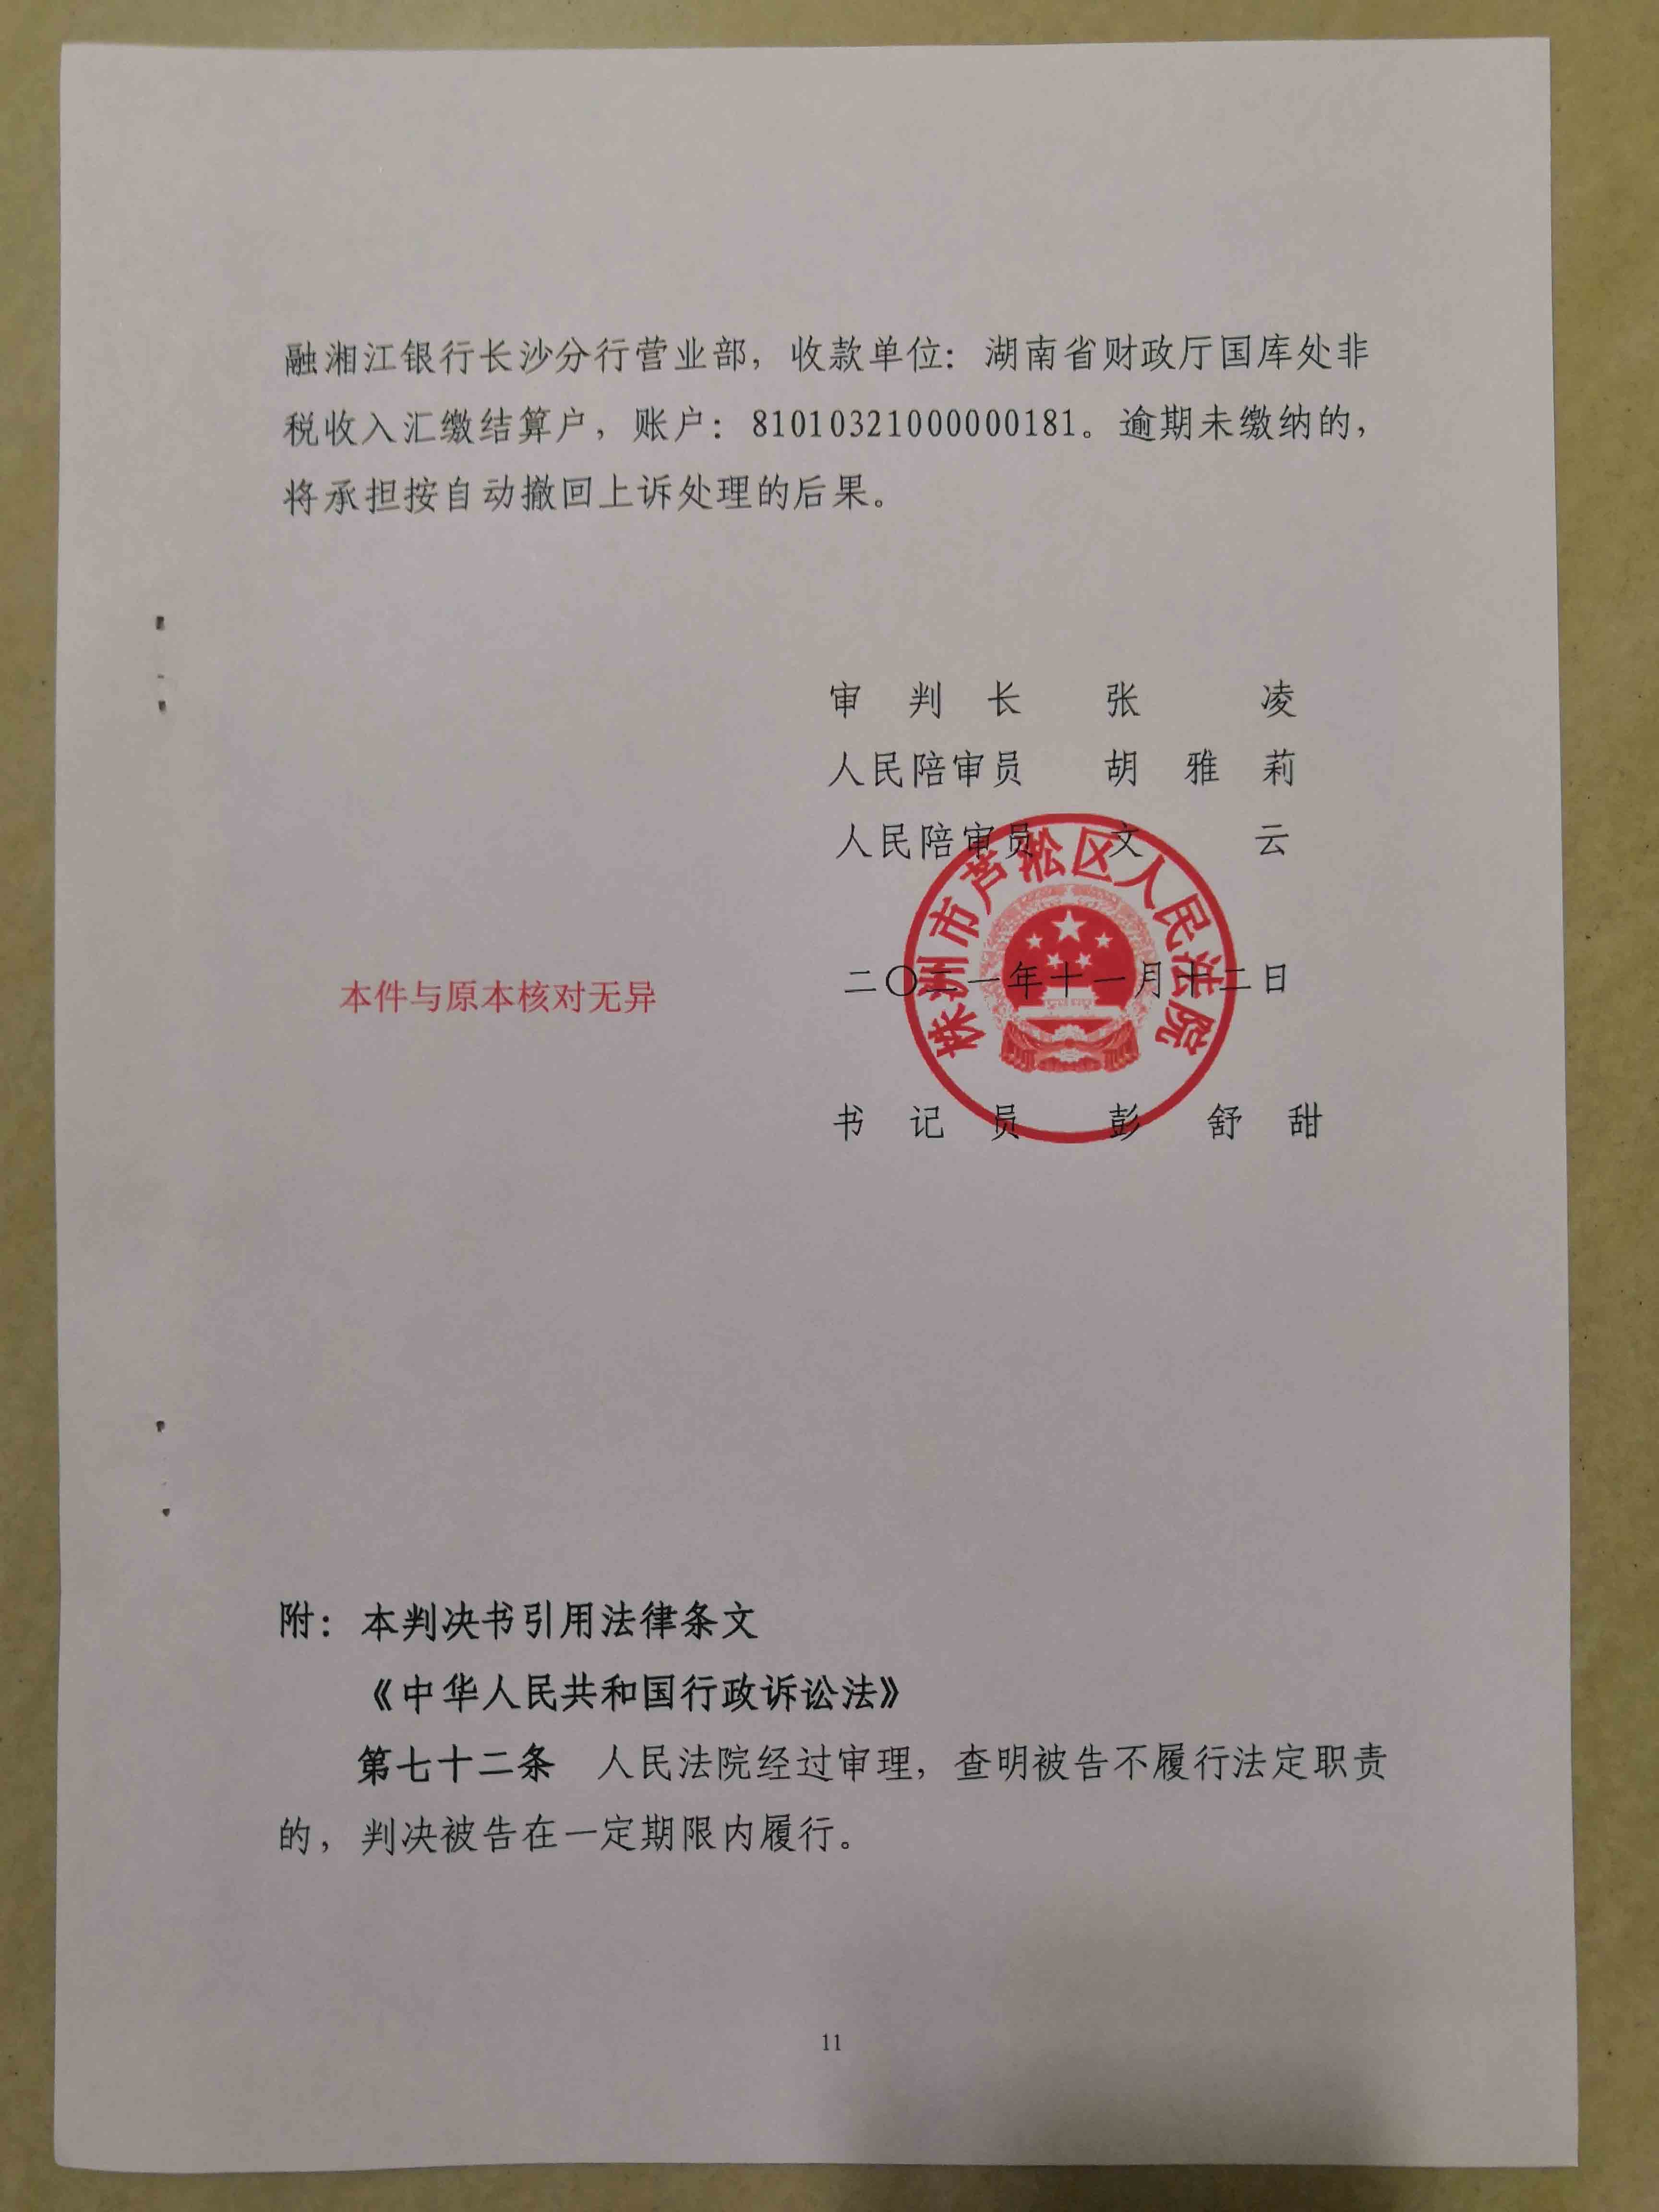 融湘江银行长沙分行营业部，收款单位：湖南省财政厅国库处非
税收入汇缴结算户，账户：81010321000000181。逾期未缴纳的，
将承担按自动撤回上诉处理的后果。
审判长 张凌
人民陪审员 胡雅莉
人民陪审员 文云
株洲市芦淞区人民法院
二〇二一年十一月十二日
本件与原本核对无异
书记员 彭舒甜
附：本判决书引用法律条文
《中华人民共和国行政诉讼法》
第七十二条 人民法院经过审理，查明被告不履行法定职责
的，判决被告在一定期限内履行。
11